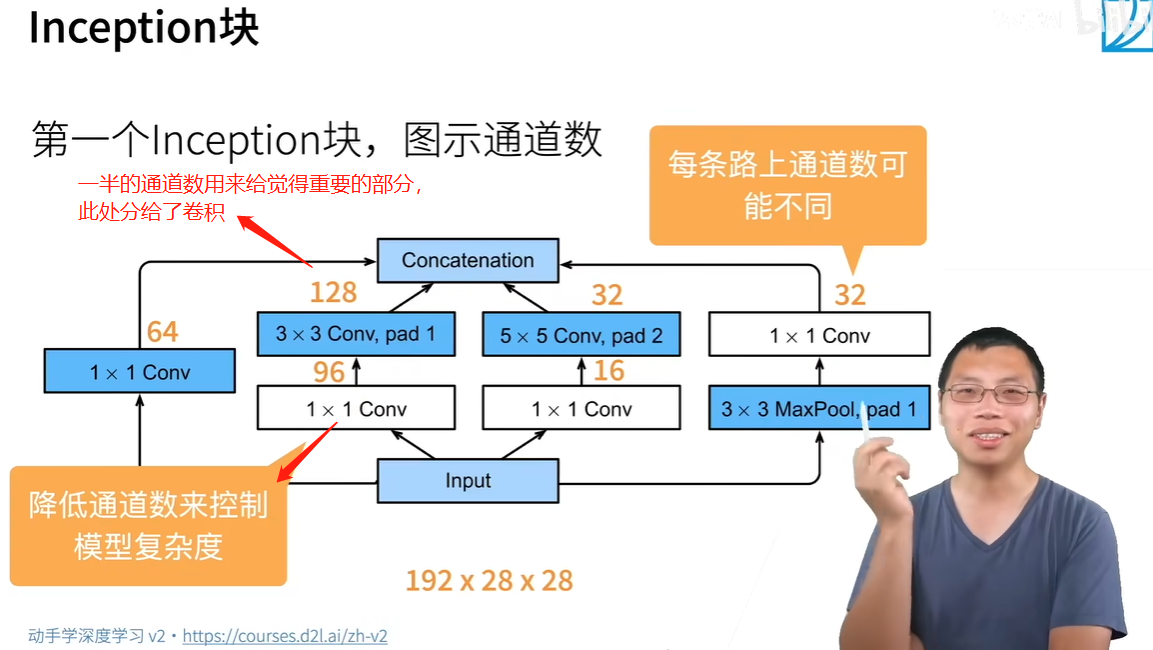 Inception块
第一个Inception块，图示通道数
一半的通道数用来给觉得重要的部分，
此处分给了卷积
每条路上通道数可
能不同
Concatenation
128
32
32
64
3 × 3 Conv, pad 1
5 × 5 Conv, pad 2
1 × 1 Conv
1 × 1 Conv
96
16
1 × 1 Conv
1 × 1 Conv
3 × 3 MaxPool, pad 1
Input
降低通道数来控制
模型复杂度
192 x 28 x 28
动手学深度学习 v2 · https://courses.d2l.ai/zh-v2